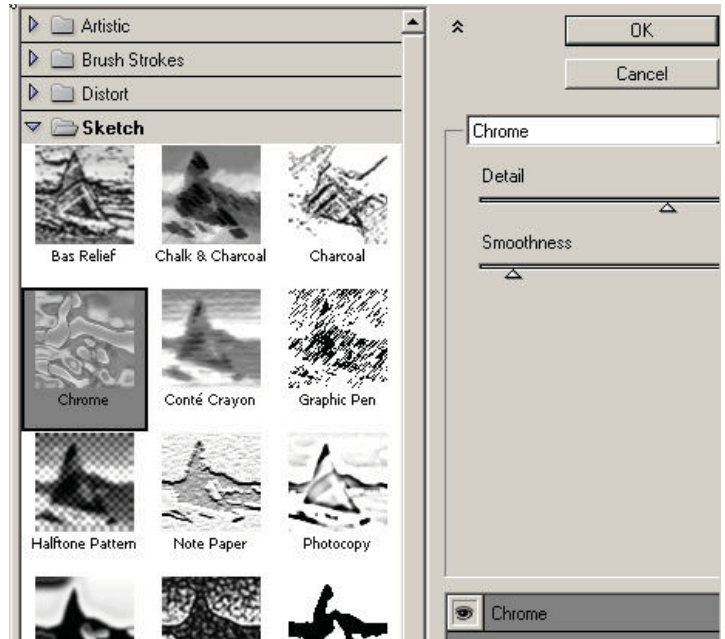 Artistic
Brush Strokes
Distort
Sketch
Bas Relief
Chalk & Charcoal
Charcoal
Chrome
Conté Crayon
Graphic Pen
Halftone Pattern
Note Paper
Photocopy
OK
Cancel
Chrome
Detail
Smoothness
Chrome